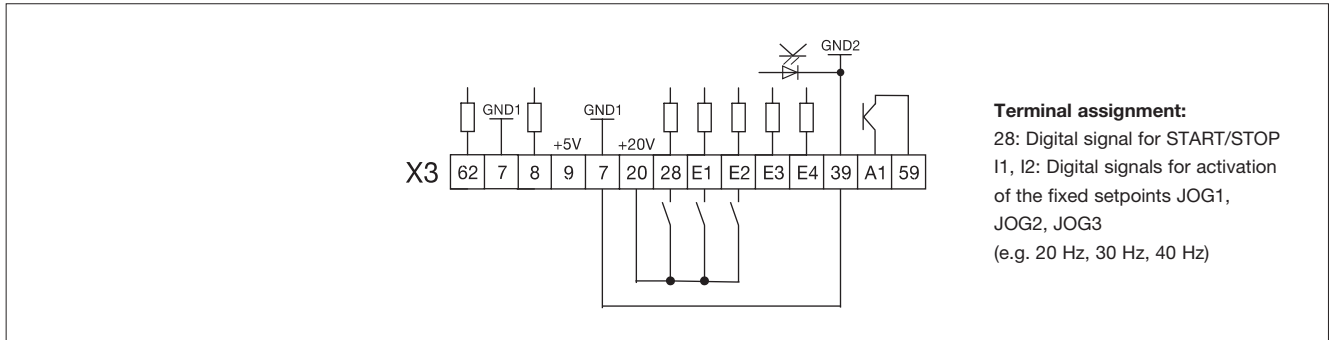 GND2
GND1
GND1
+5V
+20V
X3 62 7 8 9 7 20 28 E1 E2 E3 E4 39 A1 59
Terminal assignment:
28: Digital signal for START/STOP
I1, I2: Digital signals for activation
of the fixed setpoints JOG1,
JOG2, JOG3
(e.g. 20 Hz, 30 Hz, 40 Hz)